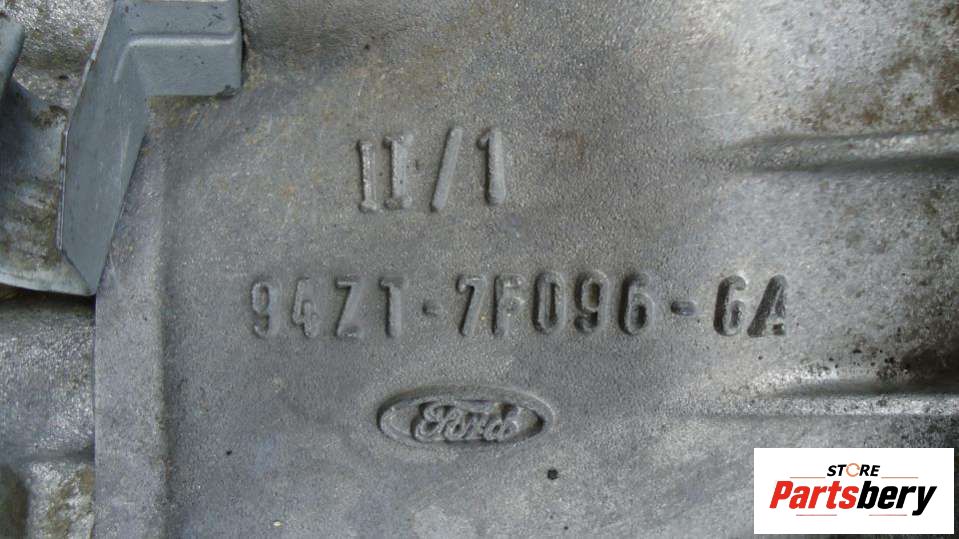 II/1
94ZT-7F096-GA
Ford
STORE
Partsbery